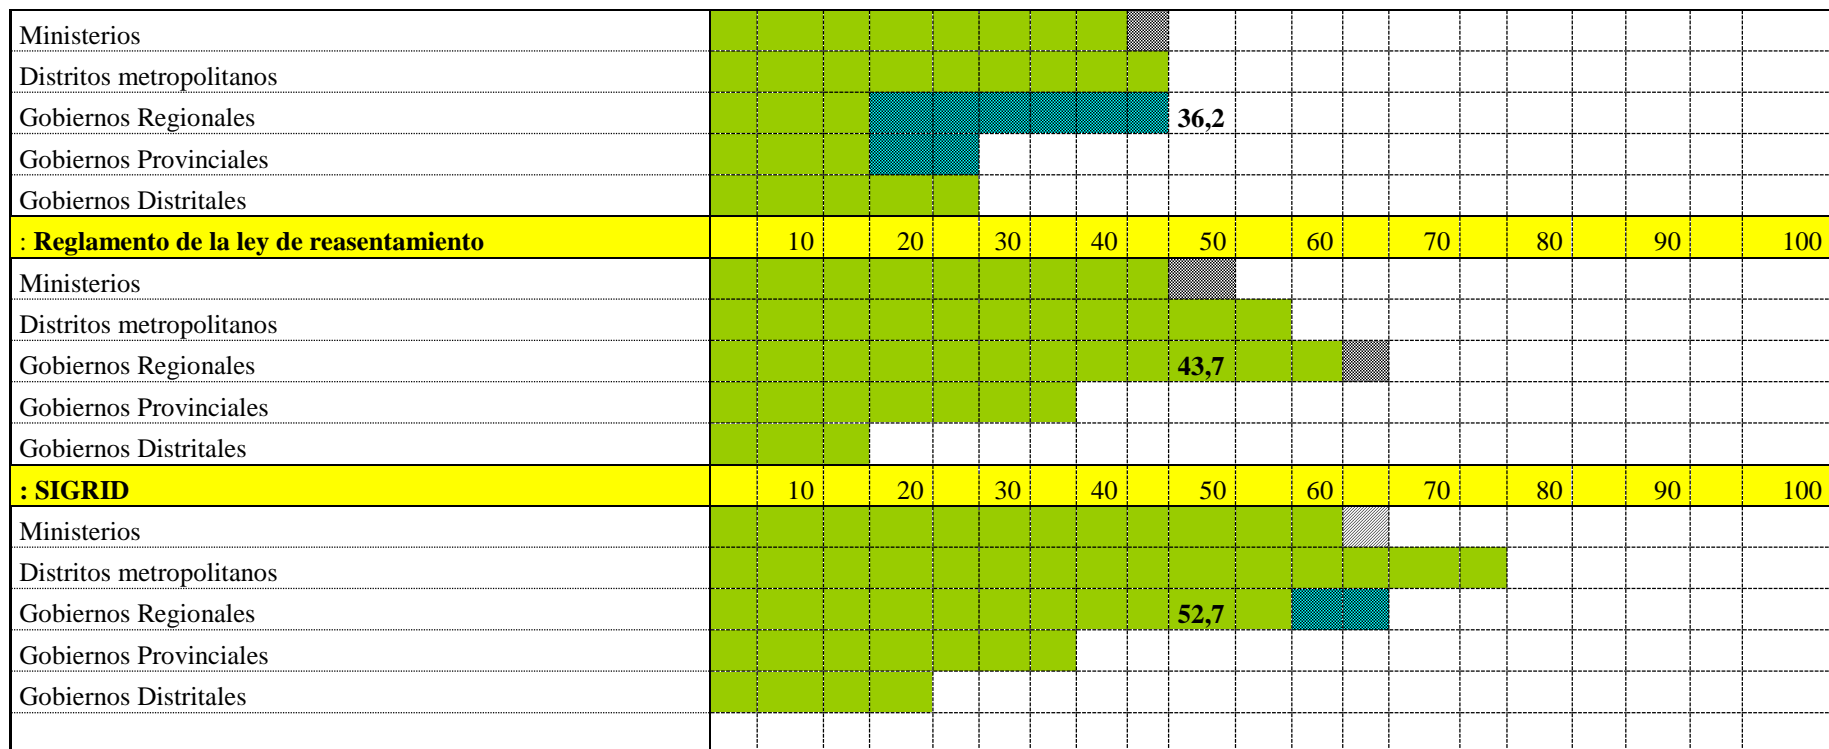 Ministerios
Distritos metropolitanos
Gobiernos Regionales 36,2
Gobiernos Provinciales
Gobiernos Distritales
: Reglamento de la ley de reasentamiento 10 20 30 40 50 60 70 80 90 100
Ministerios
Distritos metropolitanos
Gobiernos Regionales 43,7
Gobiernos Provinciales
Gobiernos Distritales
: SIGRID 10 20 30 40 50 60 70 80 90 100
Ministerios
Distritos metropolitanos
Gobiernos Regionales 52,7
Gobiernos Provinciales
Gobiernos Distritales